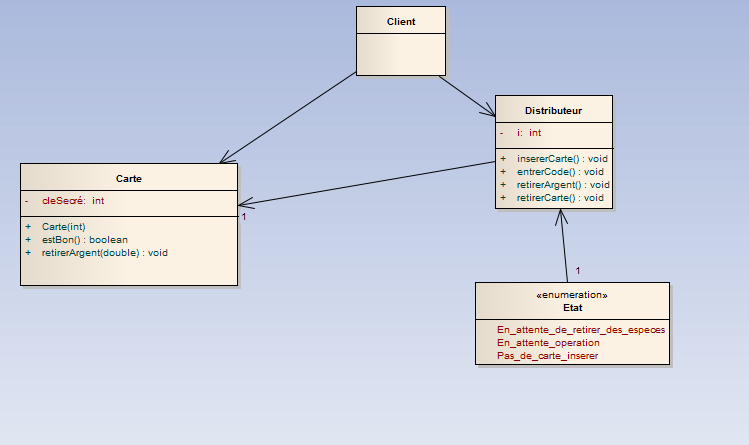 Client
Distributeur
- i: int
+ insererCarte() : void
+ entrerCode() : void
+ retirerArgent() : void
+ retirerCarte() : void
Carte
- cleSecré: int
+ Carte(int)
+ estBon() : boolean
+ retirerArgent(double) : void
1
1
«enumeration»
Etat
En_attente_de_retirer_des_especes
En_attente_operation
Pas_de_carte_inserer